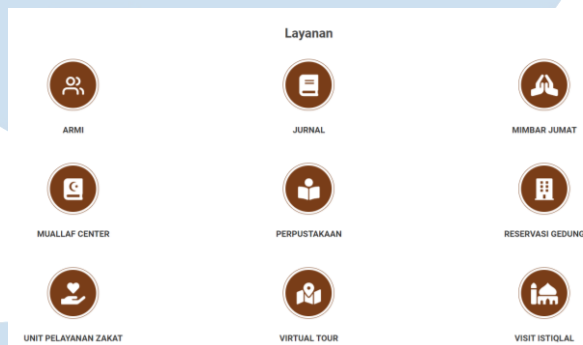 Layanan
ARMI
JURNAL
MIMBAR JUMAT
MUALLAF CENTER
PERPUSTAKAAN
RESERVASI GEDUNG
UNIT PELAYANAN ZAKAT
VIRTUAL TOUR
VISIT ISTIQLAL